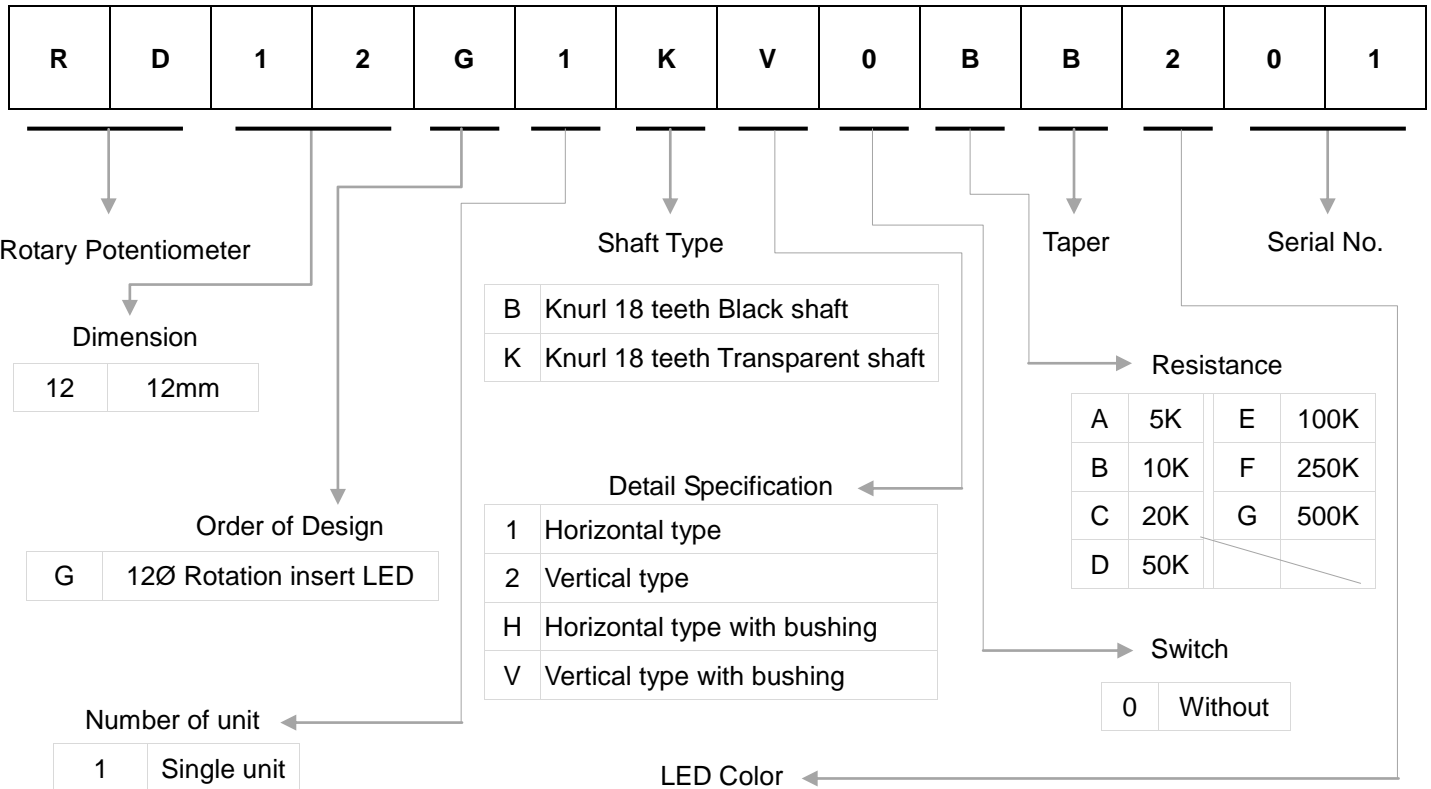 R D 1 2 G 1 K V 0 B B 2 0 1
Rotary Potentiometer
Shaft Type
Taper
Serial No.
B Knurl 18 teeth Black shaft
K Knurl 18 teeth Transparent shaft
Dimension
12 12mm
Resistance
A 5K E 100K
B 10K F 250K
C 20K G 500K
D 50K
Detail Specification
1 Horizontal type
2 Vertical type
H Horizontal type with bushing
V Vertical type with bushing
Order of Design
G 12Ø Rotation insert LED
Switch
0 Without
Number of unit
1 Single unit
LED Color